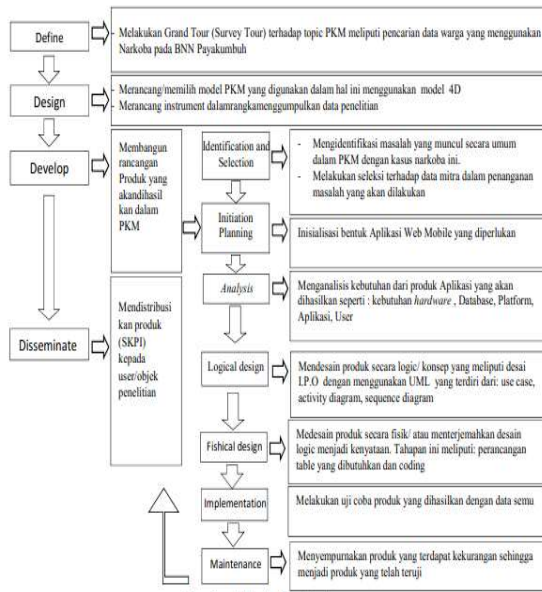 Define
- Melakukan Grand Tour (Survey Tour) terhadap topic PKM meliputi pencarian data warga yang menggunakan
Narkoba pada BNN Payakumbuh
Design
- Merancang/memilih model PKM yang digunakan dalam hal ini menggunakan model 4D
- Merancang instrument dalamrangkamenggumpulkan data penelitian
Develop
Membangun
rancangan
Produk yang
akandihasil
kan dalam
PKM
Identification and
Selection
- Mengidentifikasi masalah yang muncul secara umum
dalam PKM dengan kasus narkoba ini.
- Melakukan seleksi terhadap data mitra dalam penanganan
masalah yang akan dilakukan
Initiation
Planning
Inisialisasi bentuk Aplikasi Web Mobile yang diperlukan
Analysis
Menganalisis kebutuhan dari produk Aplikasi yang akan
dihasilkan seperti : kebutuhan hardware , Database, Platform,
Aplikasi, User
Disseminate
Mendistribusi
kan produk
(SKPI)
kepada
user/objek
penelitian
Logical design
Mendesain produk secara logic/ konsep yang meliputi desai
I.P.O dengan menggunakan UML yang terdiri dari: use case,
activity diagram, sequence diagram
Fishical design
Medesain produk secara fisik/ atau menterjemahkan desain
logic menjadi kenyataan. Tahapan ini meliputi: perancangan
table yang dibutuhkan dan coding
Implementation
Melakukan uji coba produk yang dihasilkan dengan data semu
Maintenance
Menyempurnakan produk yang terdapat kekurangan sehingga
menjadi produk yang telah teruji